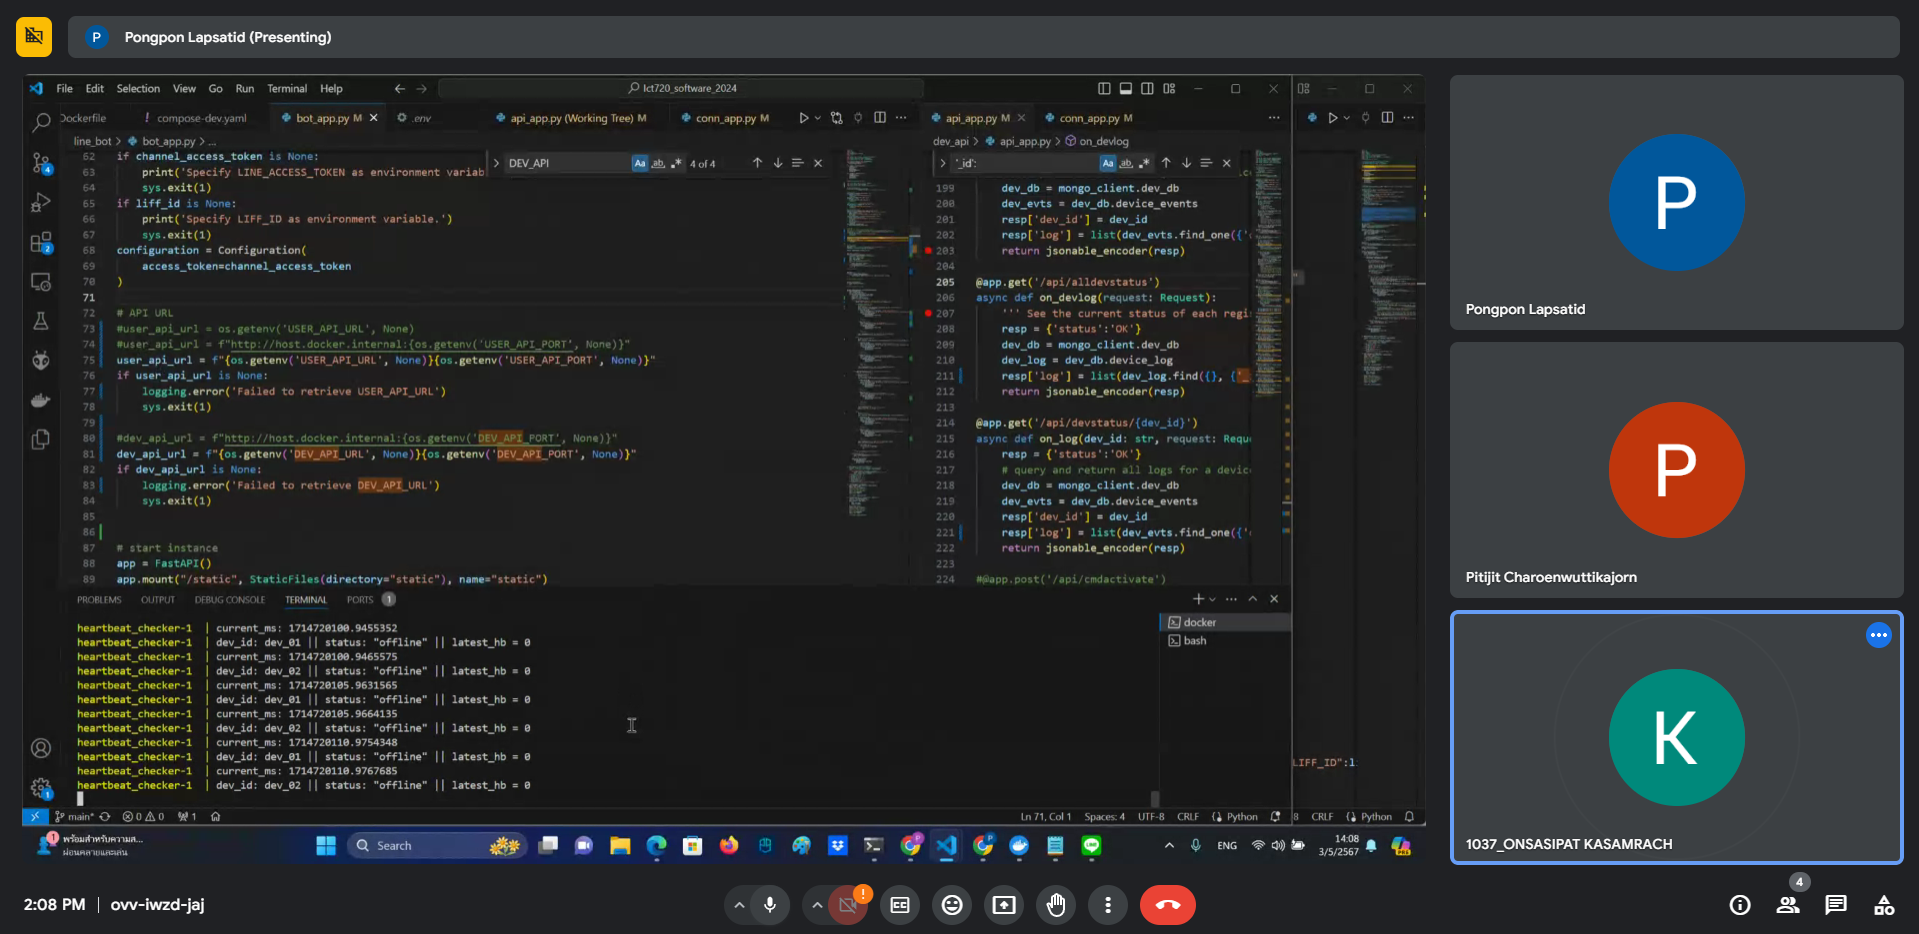 P Pongpon Lapsatid (Presenting)
File Edit Selection View Go Run Terminal Help
lct720_software_2024
Dockerfile
! compose-dev.yaml
bot_app.py M
.env
api_app.py (Working Tree) M
conn_app.py M
api_app.py M
conn_app.py M
line_bot > bot_app.py > ...
DEV_API
Aa ab 4 of 4
62 if channel_access_token is None:
63 print('Specify LINE_ACCESS_TOKEN as environment variab
64 sys.exit(1)
65 if liff_id is None:
66 print('Specify LIFF_ID as environment variable.')
67 sys.exit(1)
68 configuration = Configuration(
69 access_token=channel_access_token
70 )
71
72 # API URL
73 #user_api_url = os.getenv('USER_API_URL', None)
74 #user_api_url = f"http://host.docker.internal:{os.getenv('USER_API_PORT', None)}"
75 user_api_url = f"{os.getenv('USER_API_URL', None)}{os.getenv('USER_API_PORT', None)}"
76 if user_api_url is None:
77 logging.error('Failed to retrieve USER_API_URL')
78 sys.exit(1)
79
80 #dev_api_url = f"http://host.docker.internal:{os.getenv('DEV_API_PORT', None)}"
81 dev_api_url = f"{os.getenv('DEV_API_URL', None)}{os.getenv('DEV_API_PORT', None)}"
82 if dev_api_url is None:
83 logging.error('Failed to retrieve DEV_API_URL')
84 sys.exit(1)
85
86
87 # start instance
88 app = FastAPI()
89 app.mount("/static", StaticFiles(directory="static"), name="static")
dev_api > api_app.py > on_devlog
'_id':
Aa ab
199 dev_db = mongo_client.dev_db
200 dev_evts = dev_db.device_events
201 resp['dev_id'] = dev_id
202 resp['log'] = list(dev_evts.find_one({'
203 return jsonable_encoder(resp)
204
205 @app.get('/api/alldevstatus')
206 async def on_devlog(request: Request):
207 ''' See the current status of each regi
208 resp = {'status':'OK'}
209 dev_db = mongo_client.dev_db
210 dev_log = dev_db.device_log
211 resp['log'] = list(dev_log.find({}, {'_
212 return jsonable_encoder(resp)
213
214 @app.get('/api/devstatus/{dev_id}')
215 async def on_log(dev_id: str, request: Requ
216 resp = {'status':'OK'}
217 # query and return all logs for a device
218 dev_db = mongo_client.dev_db
219 dev_evts = dev_db.device_events
220 resp['dev_id'] = dev_id
221 resp['log'] = list(dev_evts.find_one({'
222 return jsonable_encoder(resp)
223
224 #@app.post('/api/cmdactivate')
PROBLEMS OUTPUT DEBUG CONSOLE TERMINAL PORTS 1
heartbeat_checker-1 | current_ms: 1714720100.9455352
heartbeat_checker-1 | dev_id: dev_01 || status: "offline" || latest_hb = 0
heartbeat_checker-1 | current_ms: 1714720100.9465575
heartbeat_checker-1 | dev_id: dev_02 || status: "offline" || latest_hb = 0
heartbeat_checker-1 | current_ms: 1714720105.9631565
heartbeat_checker-1 | dev_id: dev_01 || status: "offline" || latest_hb = 0
heartbeat_checker-1 | current_ms: 1714720105.9664135
heartbeat_checker-1 | dev_id: dev_02 || status: "offline" || latest_hb = 0
heartbeat_checker-1 | current_ms: 1714720110.9754348
heartbeat_checker-1 | dev_id: dev_01 || status: "offline" || latest_hb = 0
heartbeat_checker-1 | current_ms: 1714720110.9767685
heartbeat_checker-1 | dev_id: dev_02 || status: "offline" || latest_hb = 0
docker
bash
LIFF_ID":l
main* 0 0 1
Ln 71, Col 1 Spaces: 4 UTF-8 CRLF Python
8 CRLF Python
1 พร้อมสำหรับความส...
ผ่อนคลายและเล่น
Search
ENG
14:08
3/5/2567
P
Pongpon Lapsatid
P
Pitijit Charoenwuttikajorn
K
1037_ONSASIPAT KASAMRACH
2:08 PM | ovv-iwzd-jaj
4